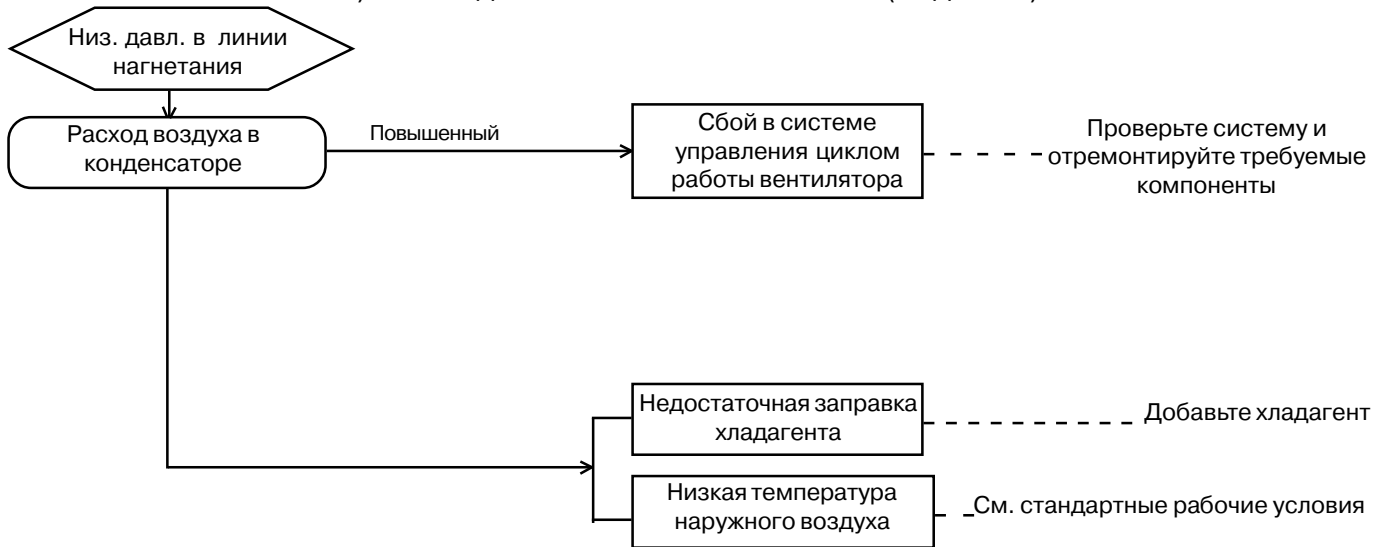 Низ. давл. в линии
нагнетания
Расход воздуха в
конденсаторе
Повышенный
Сбой в системе
управления циклом
работы вентилятора
Проверьте систему и
отремонтируйте требуемые
компоненты
Недостаточная заправка
хладагента
Добавьте хладагент
Низкая температура
наружного воздуха
См. стандартные рабочие условия